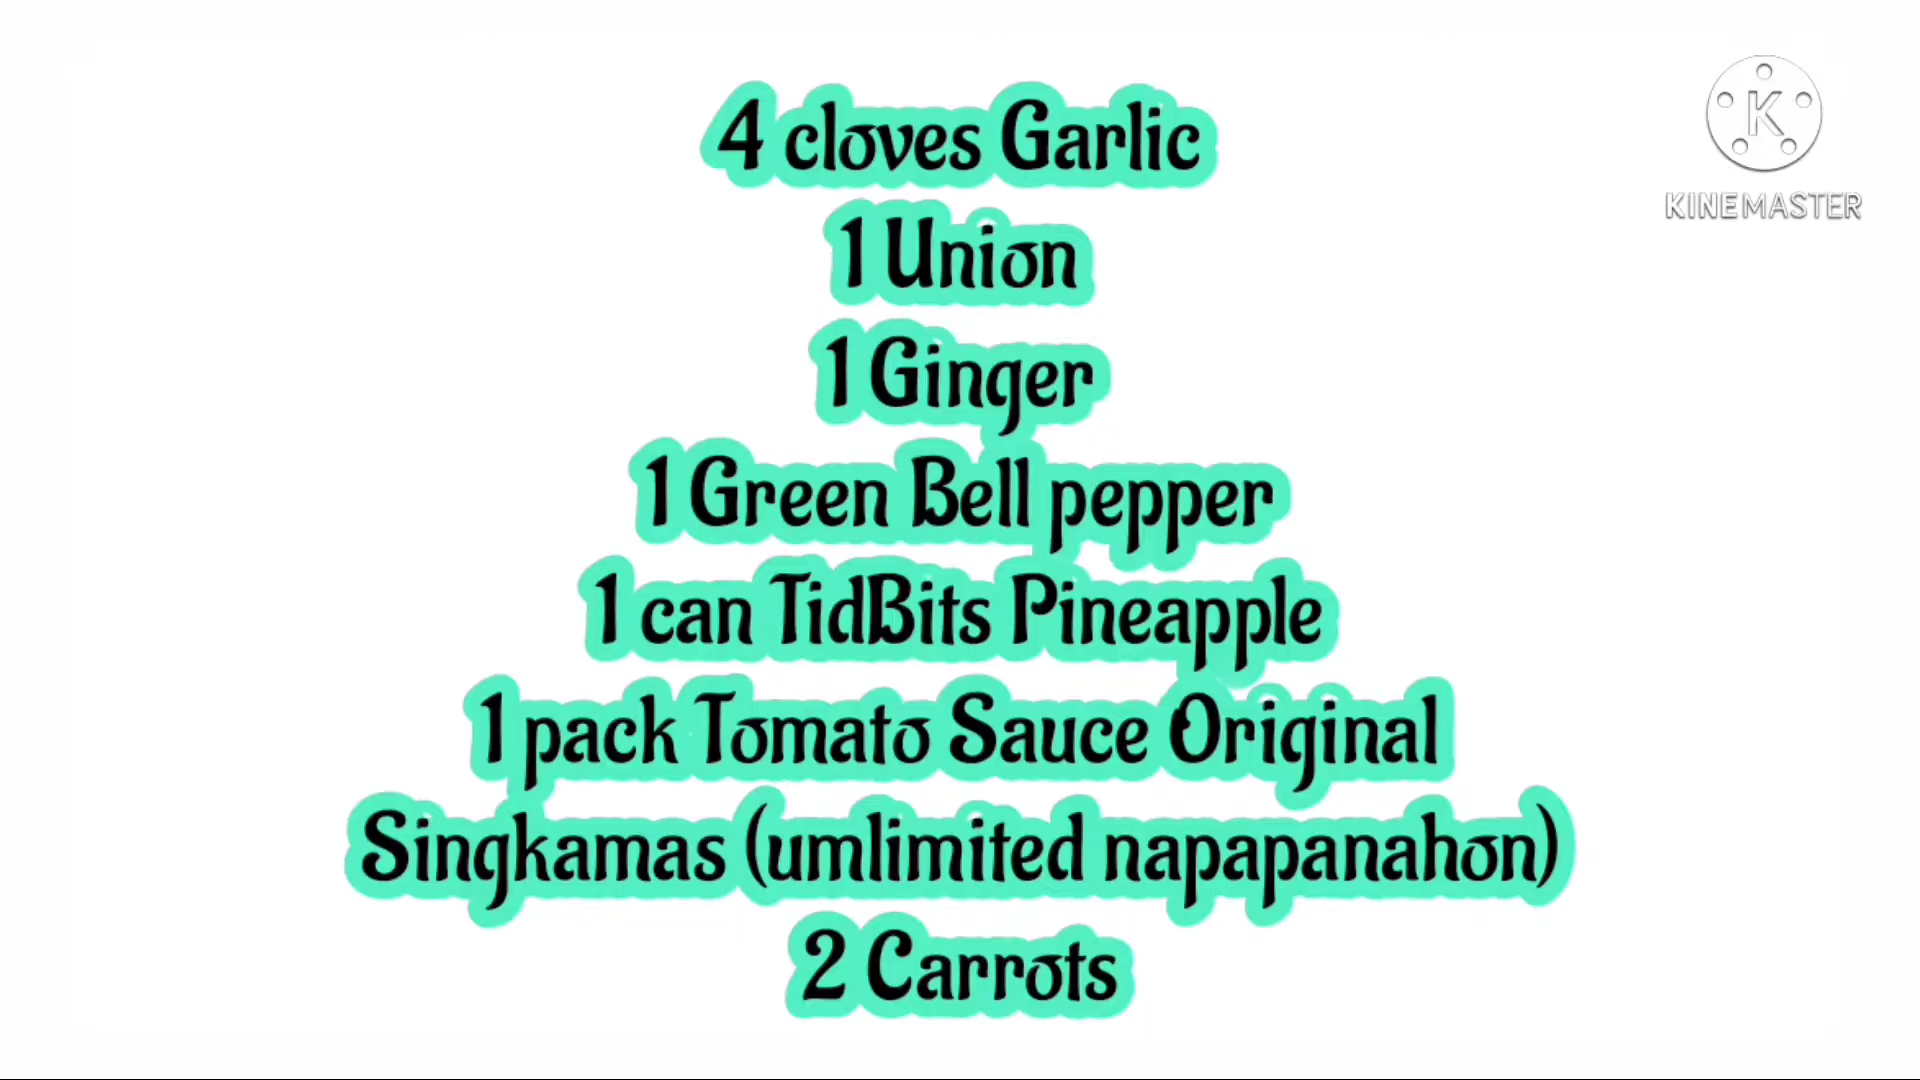 4 cloves Garlic
1 Union
1 Ginger
1 Green Bell pepper
1 can TidBits Pineapple
1 pack Tomato Sauce Original
Singkamas (umlimited napapanahon)
2 Carrots
K
KINEMASTER